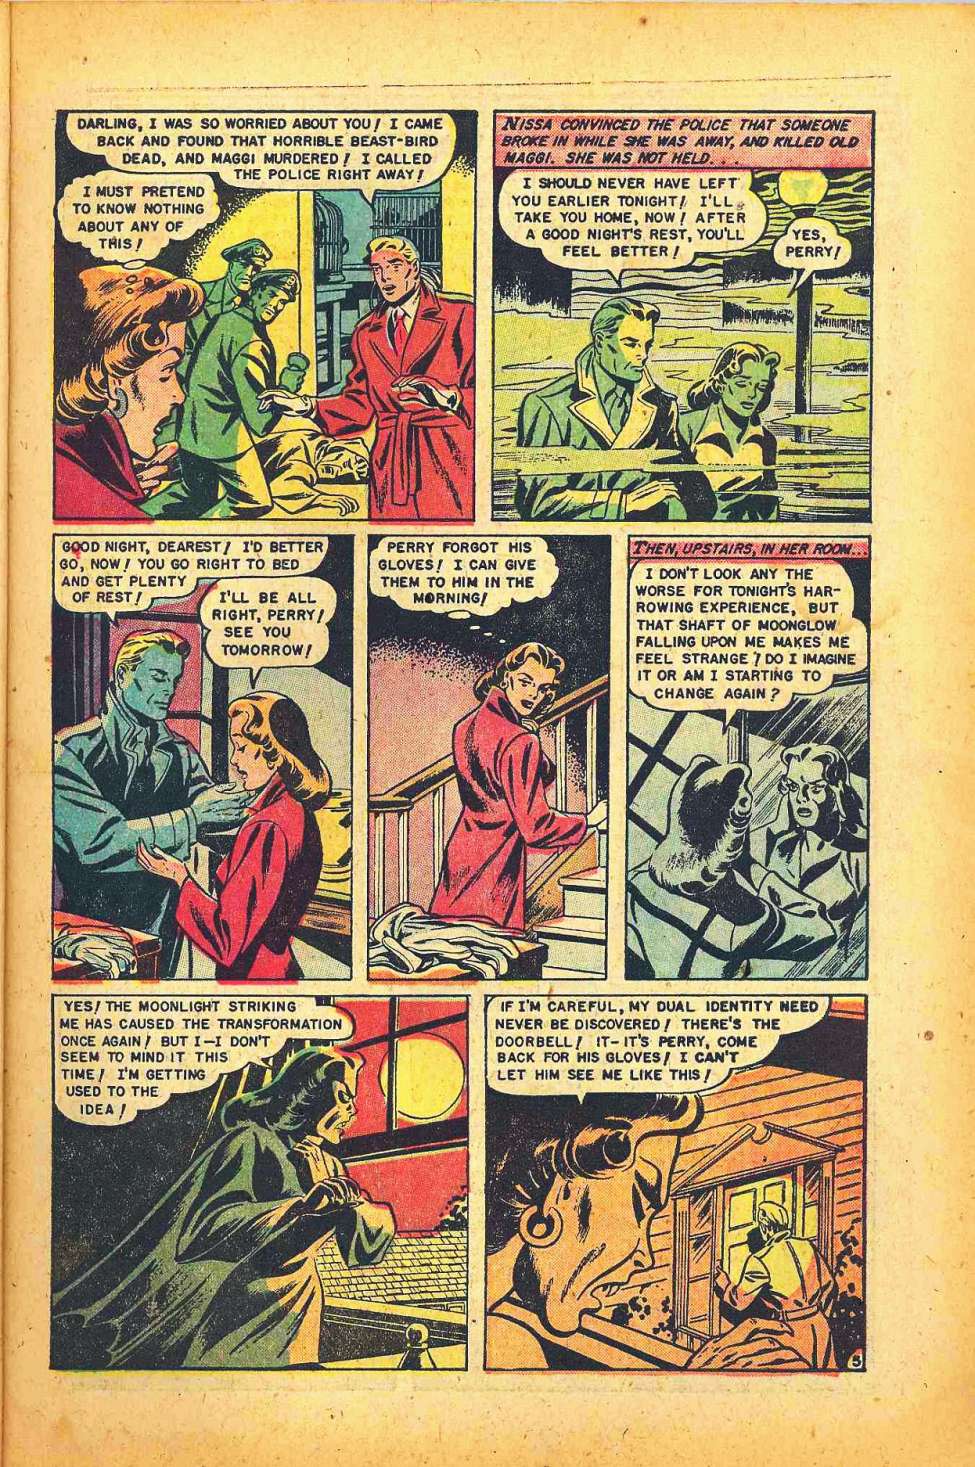 DARLING, I WAS SO WORRIED ABOUT YOU! I CAME
BACK AND FOUND THAT HORRIBLE BEAST-BIRD
DEAD, AND MAGGI MURDERED! I CALLED
THE POLICE RIGHT AWAY!
I MUST PRETEND
TO KNOW NOTHING
ABOUT ANY OF
THIS!
NISSA CONVINCED THE POLICE THAT SOMEONE
BROKE IN WHILE SHE WAS AWAY, AND KILLED OLD
MAGGI. SHE WAS NOT HELD...
I SHOULD NEVER HAVE LEFT
YOU EARLIER TONIGHT! I'LL
TAKE YOU HOME, NOW! AFTER
A GOOD NIGHT'S REST, YOU'LL
FEEL BETTER!
YES,
PERRY!
GOOD NIGHT, DEAREST! I'D BETTER
GO, NOW! YOU GO RIGHT TO BED
AND GET PLENTY
OF REST!
I'LL BE ALL
RIGHT, PERRY!
SEE YOU
TOMORROW!
PERRY FORGOT HIS
GLOVES! I CAN GIVE
THEM TO HIM IN THE
MORNING!
THEN, UPSTAIRS, IN HER ROOM...
I DON'T LOOK ANY THE
WORSE FOR TONIGHT'S HAR-
ROWING EXPERIENCE, BUT
THAT SHAFT OF MOONGLOW
FALLING UPON ME MAKES ME
FEEL STRANGE! DO I IMAGINE
IT OR AM I STARTING TO
CHANGE AGAIN?
YES! THE MOONLIGHT STRIKING
ME HAS CAUSED THE TRANSFORMATION
ONCE AGAIN! BUT I-I DON'T
SEEM TO MIND IT THIS
TIME! I'M GETTING
USED TO THE
IDEA!
IF I'M CAREFUL, MY DUAL IDENTITY NEED
NEVER BE DISCOVERED! THERE'S THE
DOORBELL! IT-IT'S PERRY, COME
BACK FOR HIS GLOVES! I CAN'T
LET HIM SEE ME LIKE THIS!
5